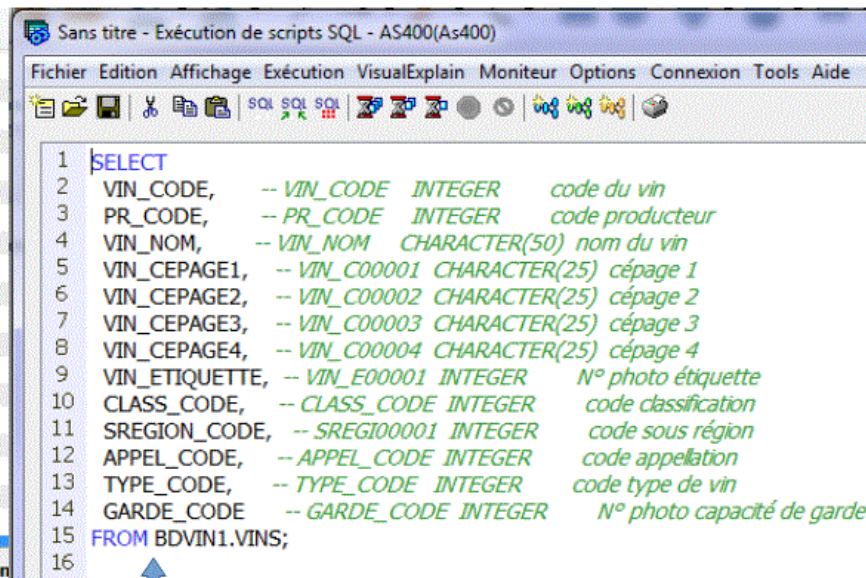 Sans titre - Exécution de scripts SQL - AS400(As400)
Fichier Edition Affichage Exécution VisualExplain Moniteur Options Connexion Tools Aide
SQL SQL SQL
1 SELECT
2 VIN_CODE, -- VIN_CODE INTEGER code du vin
3 PR_CODE, -- PR_CODE INTEGER code producteur
4 VIN_NOM, -- VIN_NOM CHARACTER(50) nom du vin
5 VIN_CEPAGE1, -- VIN_C00001 CHARACTER(25) cépage 1
6 VIN_CEPAGE2, -- VIN_C00002 CHARACTER(25) cépage 2
7 VIN_CEPAGE3, -- VIN_C00003 CHARACTER(25) cépage 3
8 VIN_CEPAGE4, -- VIN_C00004 CHARACTER(25) cépage 4
9 VIN_ETIQUETTE, -- VIN_E00001 INTEGER N° photo étiquette
10 CLASS_CODE, -- CLASS_CODE INTEGER code classification
11 SREGION_CODE, -- SREGI00001 INTEGER code sous région
12 APPEL_CODE, -- APPEL_CODE INTEGER code appellation
13 TYPE_CODE, -- TYPE_CODE INTEGER code type de vin
14 GARDE_CODE -- GARDE_CODE INTEGER N° photo capacité de garde
15 FROM BDVIN1.VINS;
16